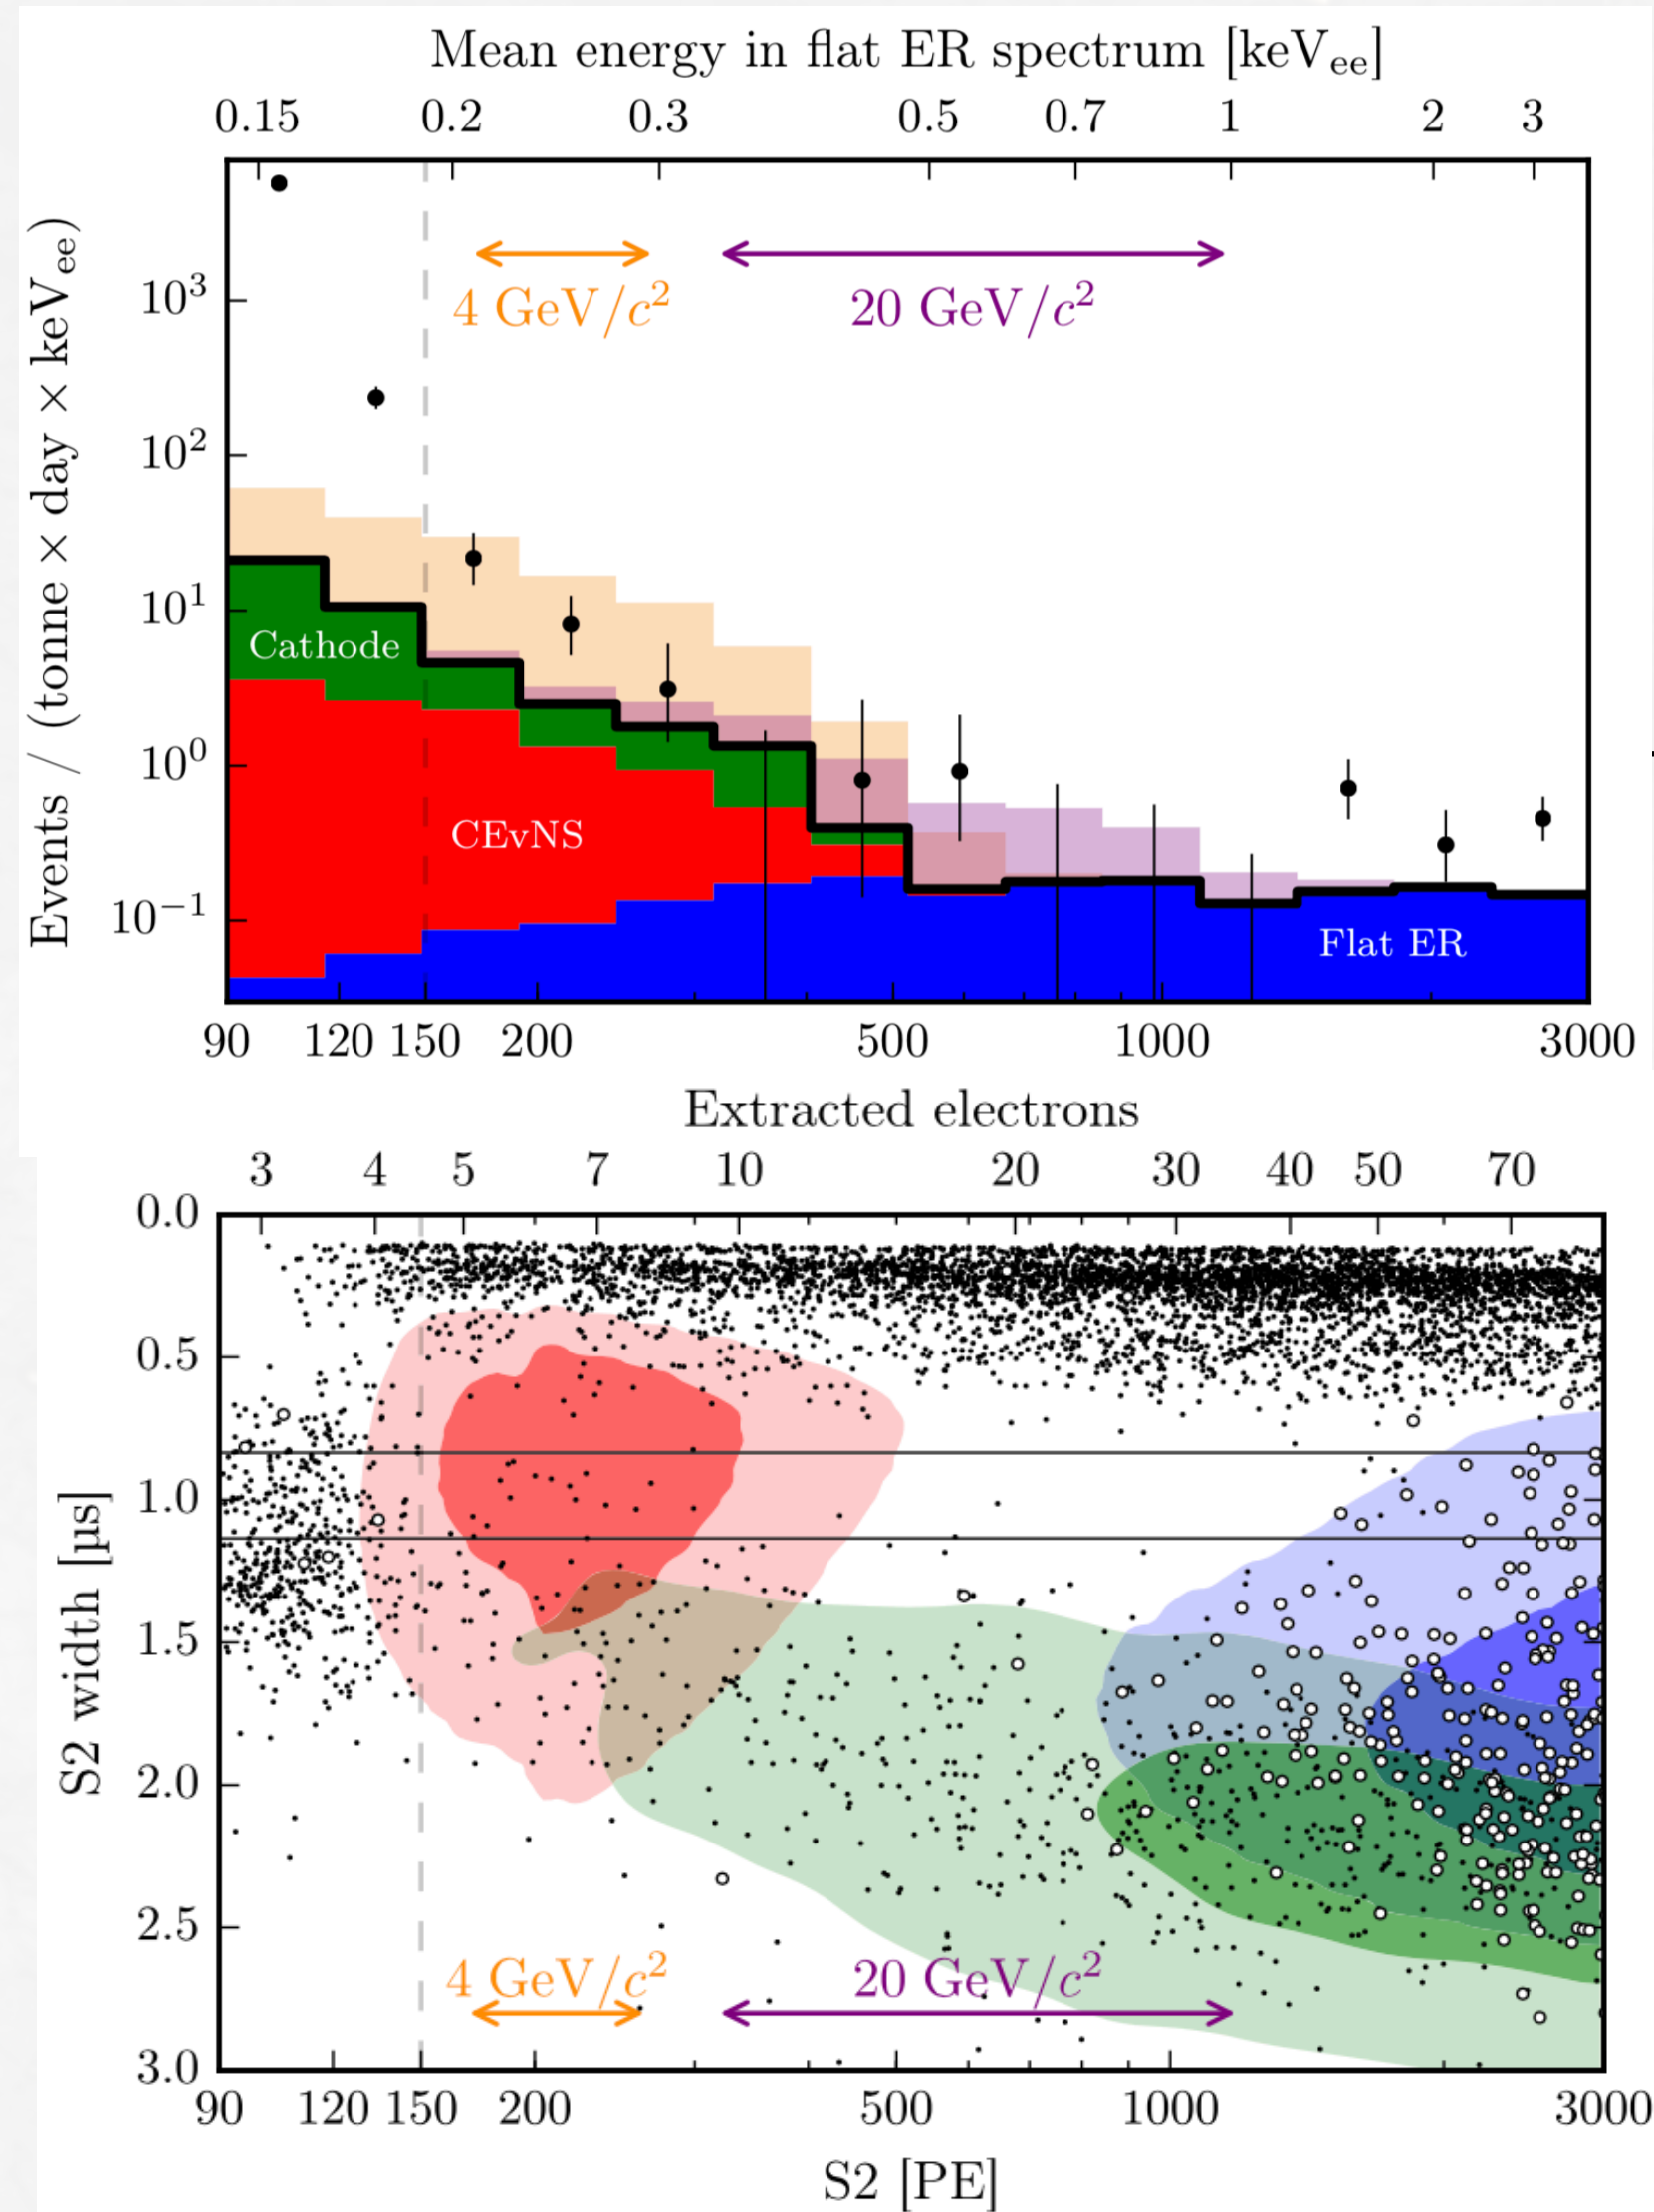 Mean energy in flat ER spectrum [keV_ee]
0.15 0.2 0.3 0.5 0.7 1 2 3
Events / (tonne × day × keV_ee)
10³
10²
10¹
10⁰
10⁻¹
4 GeV/c²
20 GeV/c²
Cathode
CEvNS
Flat ER
90 120 150 200 500 1000 3000
Extracted electrons
3 4 5 7 10 20 30 40 50 70
S2 width [µs]
0.0
0.5
1.0
1.5
2.0
2.5
3.0
4 GeV/c²
20 GeV/c²
90 120 150 200 500 1000 3000
S2 [PE]